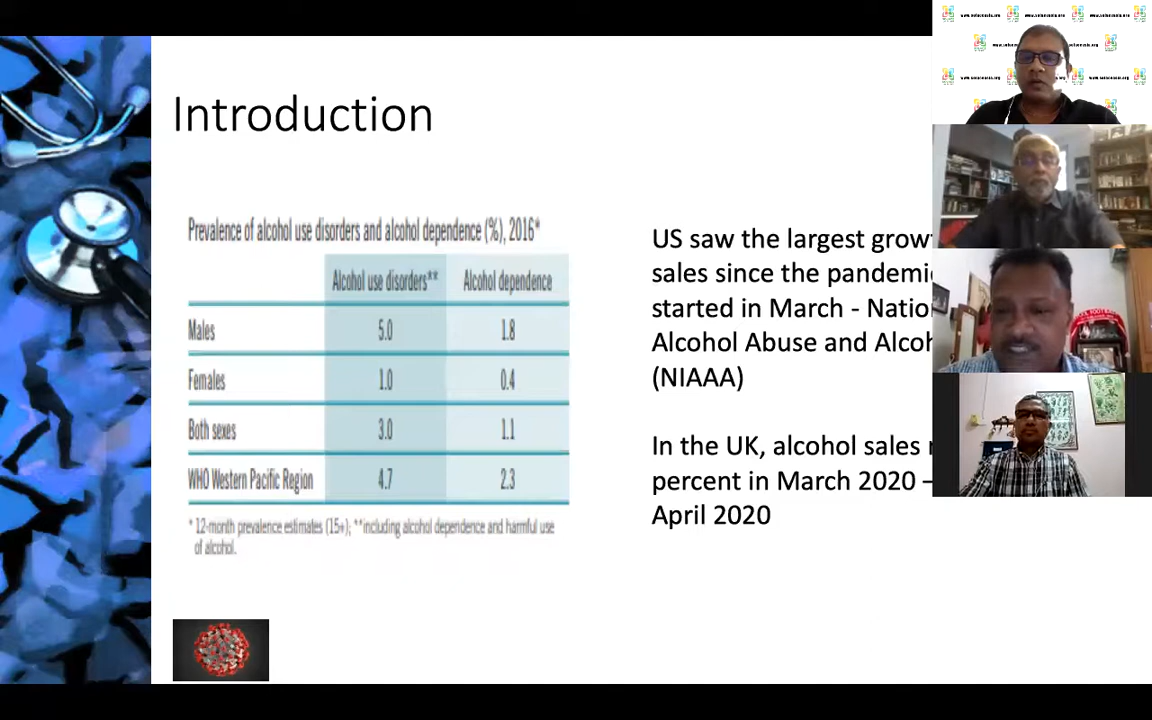 Introduction
Prevalence of alcohol use disorders and alcohol dependence (%), 2016*
Alcohol use disorders** Alcohol dependence
Males 5.0 1.8
Females 1.0 0.4
Both sexes 3.0 1.1
WHO Western Pacific Region 4.7 2.3
* 12-month prevalence estimates (15+); **including alcohol dependence and harmful use
of alcohol.
US saw the largest
sales since the pandemic
started in March -
Alcohol Abuse and
(NIAAA)
In the UK, alcohol sales
percent in March 2020 –
April 2020